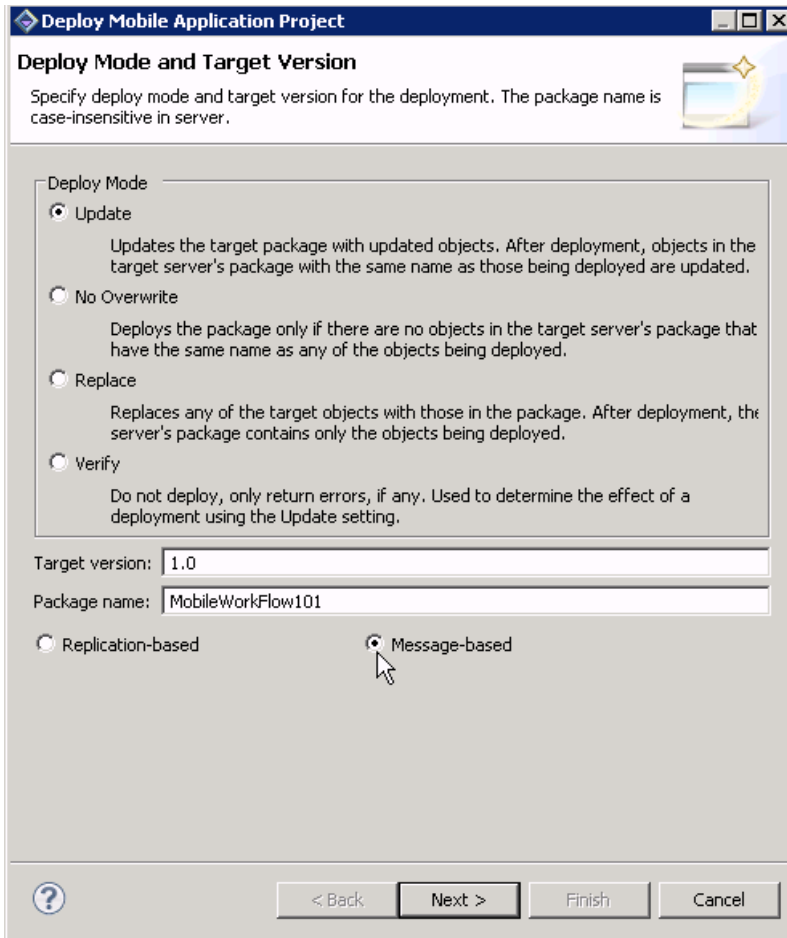 Deploy Mobile Application Project
Deploy Mode and Target Version
Specify deploy mode and target version for the deployment. The package name is
case-insensitive in server.
Deploy Mode
Update
Updates the target package with updated objects. After deployment, objects in the
target server's package with the same name as those being deployed are updated.
No Overwrite
Deploys the package only if there are no objects in the target server's package that
have the same name as any of the objects being deployed.
Replace
Replaces any of the target objects with those in the package. After deployment, the
server's package contains only the objects being deployed.
Verify
Do not deploy, only return errors, if any. Used to determine the effect of a
deployment using the Update setting.
Target version: 1.0
Package name: MobileWorkFlow101
Replication-based Message-based
? < Back Next > Finish Cancel